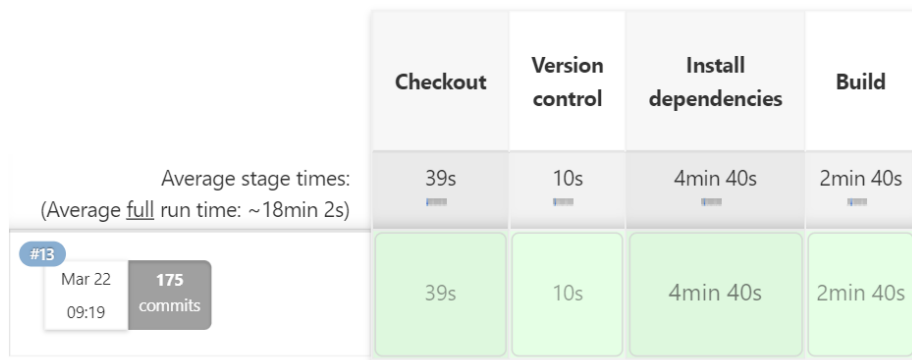 Checkout
Version
control
Install
dependencies
Build
Average stage times:
(Average full run time: ~18min 2s)
39s
10s
4min 40s
2min 40s
#13
Mar 22
09:19
175
commits
39s
10s
4min 40s
2min 40s